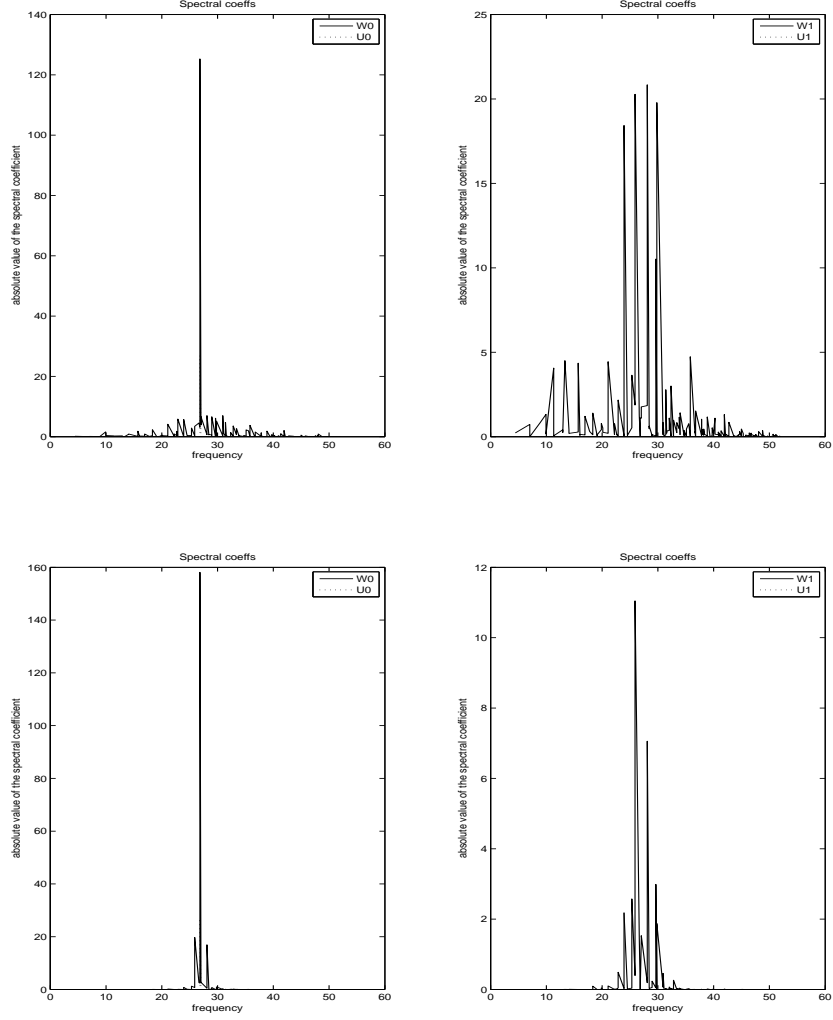 Spectral coeffs
W0
U0
absolute value of the spectral coefficient
140
120
100
80
60
40
20
0
0 10 20 30 40 50 60
frequency
Spectral coeffs
W1
U1
absolute value of the spectral coefficient
25
20
15
10
5
0
0 10 20 30 40 50 60
frequency
Spectral coeffs
W0
U0
absolute value of the spectral coefficient
160
140
120
100
80
60
40
20
0
0 10 20 30 40 50 60
frequency
Spectral coeffs
W1
U1
absolute value of the spectral coefficient
12
10
8
6
4
2
0
0 10 20 30 40 50 60
frequency